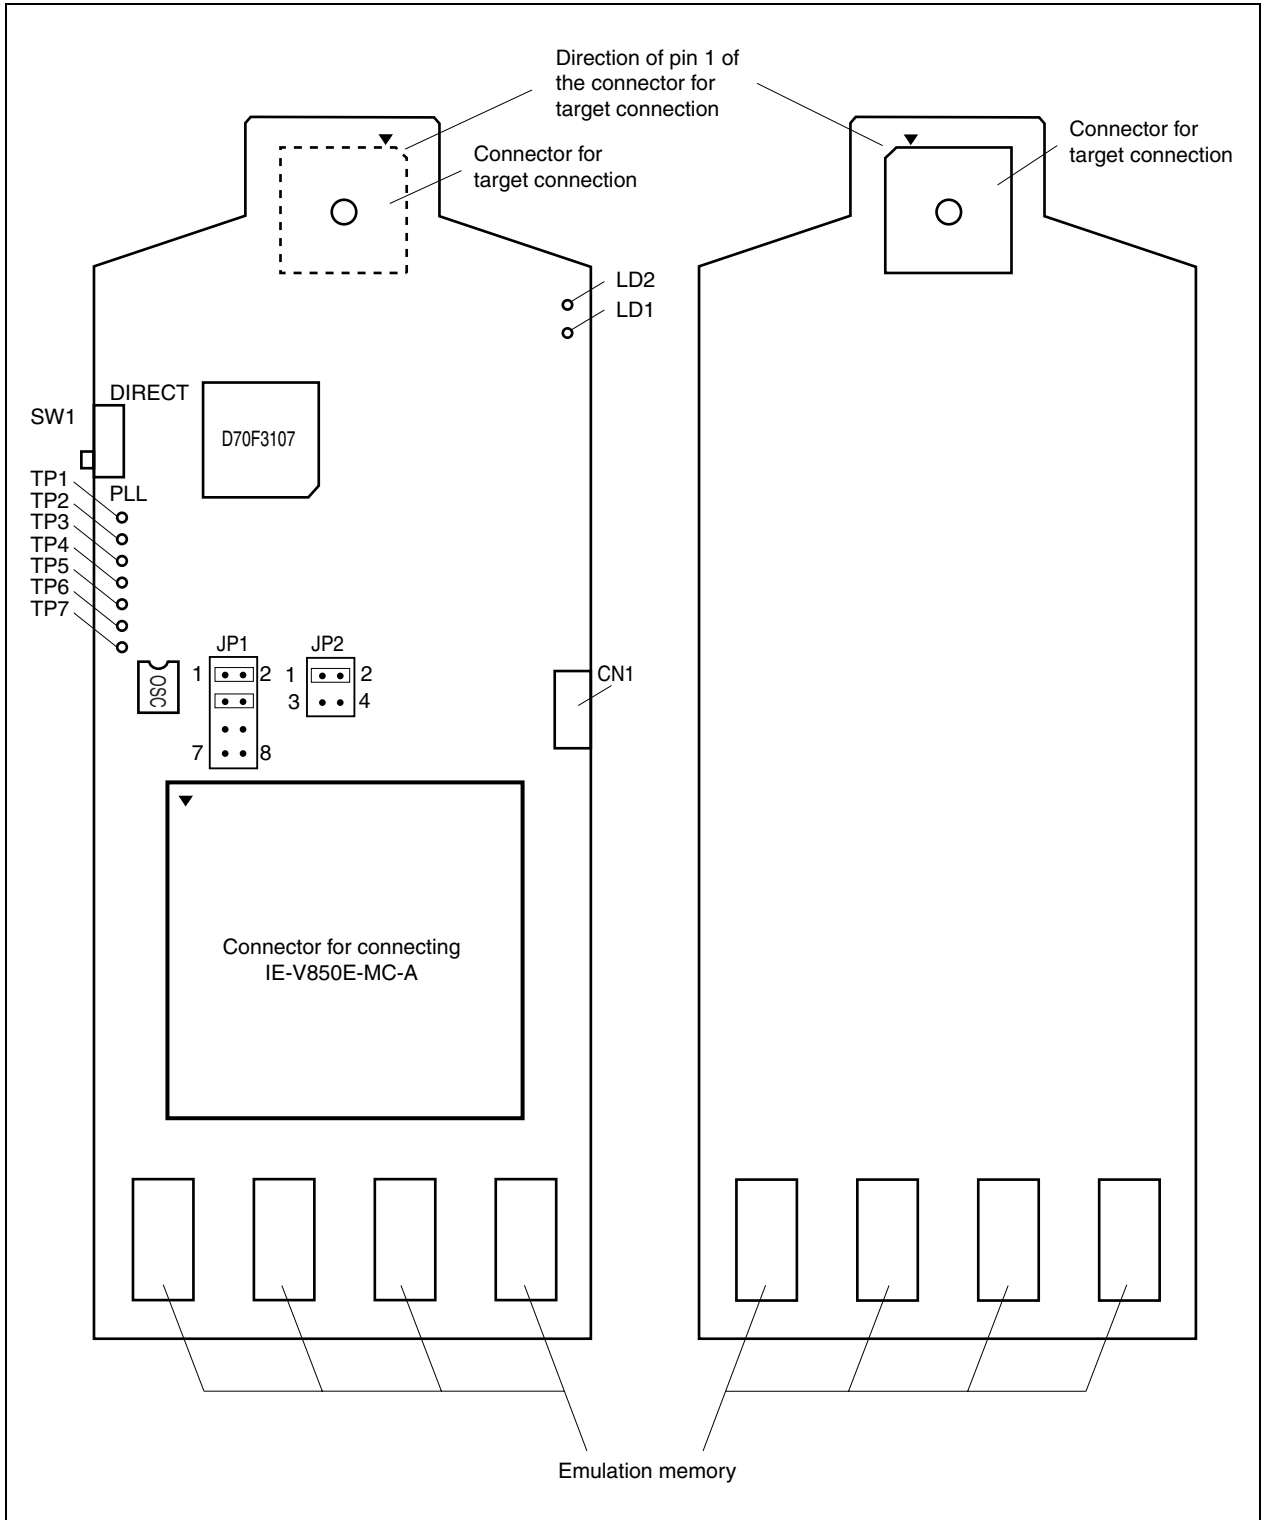 Direction of pin 1 of
the connector for
target connection
Connector for
target connection
Connector for
target connection
LD2
LD1
DIRECT
SW1
D70F3107
PLL
TP1
TP2
TP3
TP4
TP5
TP6
TP7
OSC
JP1
1 2
7 8
JP2
1 2
3 4
CN1
Connector for connecting
IE-V850E-MC-A
Emulation memory